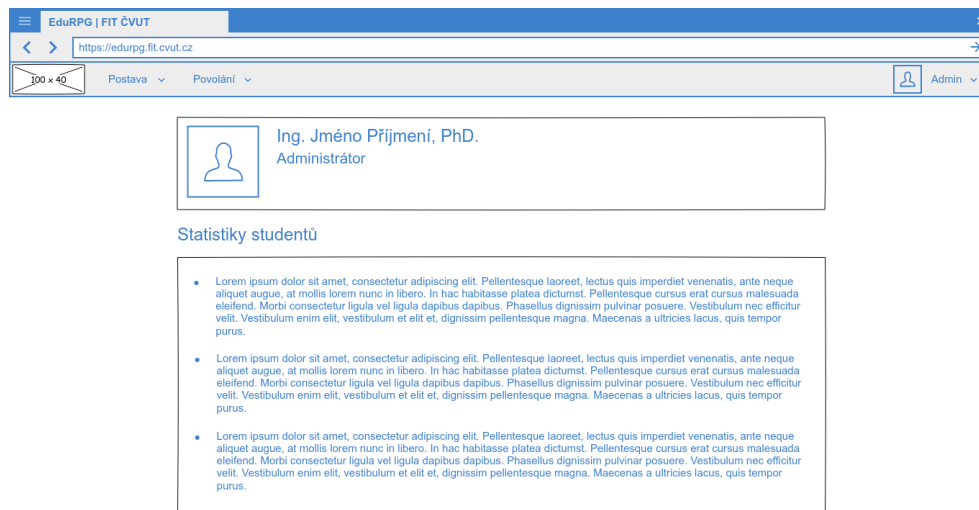 EduRPG | FIT ČVUT
https://edurpg.fit.cvut.cz
100 x 40 Postava Povolání Admin
Ing. Jméno Příjmení, PhD.
Administrátor
Statistiky studentů
Lorem ipsum dolor sit amet, consectetur adipiscing elit. Pellentesque laoreet, lectus quis imperdiet venenatis, ante neque
aliquet augue, at mollis lorem nunc in libero. In hac habitasse platea dictumst. Pellentesque cursus erat cursus malesuada
eleifend. Morbi consectetur ligula vel ligula dapibus dapibus. Phasellus dignissim pulvinar posuere. Vestibulum nec efficitur
velit. Vestibulum enim elit, vestibulum et elit et, dignissim pellentesque magna. Maecenas a ultricies lacus, quis tempor
purus.
Lorem ipsum dolor sit amet, consectetur adipiscing elit. Pellentesque laoreet, lectus quis imperdiet venenatis, ante neque
aliquet augue, at mollis lorem nunc in libero. In hac habitasse platea dictumst. Pellentesque cursus erat cursus malesuada
eleifend. Morbi consectetur ligula vel ligula dapibus dapibus. Phasellus dignissim pulvinar posuere. Vestibulum nec efficitur
velit. Vestibulum enim elit, vestibulum et elit et, dignissim pellentesque magna. Maecenas a ultricies lacus, quis tempor
purus.
Lorem ipsum dolor sit amet, consectetur adipiscing elit. Pellentesque laoreet, lectus quis imperdiet venenatis, ante neque
aliquet augue, at mollis lorem nunc in libero. In hac habitasse platea dictumst. Pellentesque cursus erat cursus malesuada
eleifend. Morbi consectetur ligula vel ligula dapibus dapibus. Phasellus dignissim pulvinar posuere. Vestibulum nec efficitur
velit. Vestibulum enim elit, vestibulum et elit et, dignissim pellentesque magna. Maecenas a ultricies lacus, quis tempor
purus.